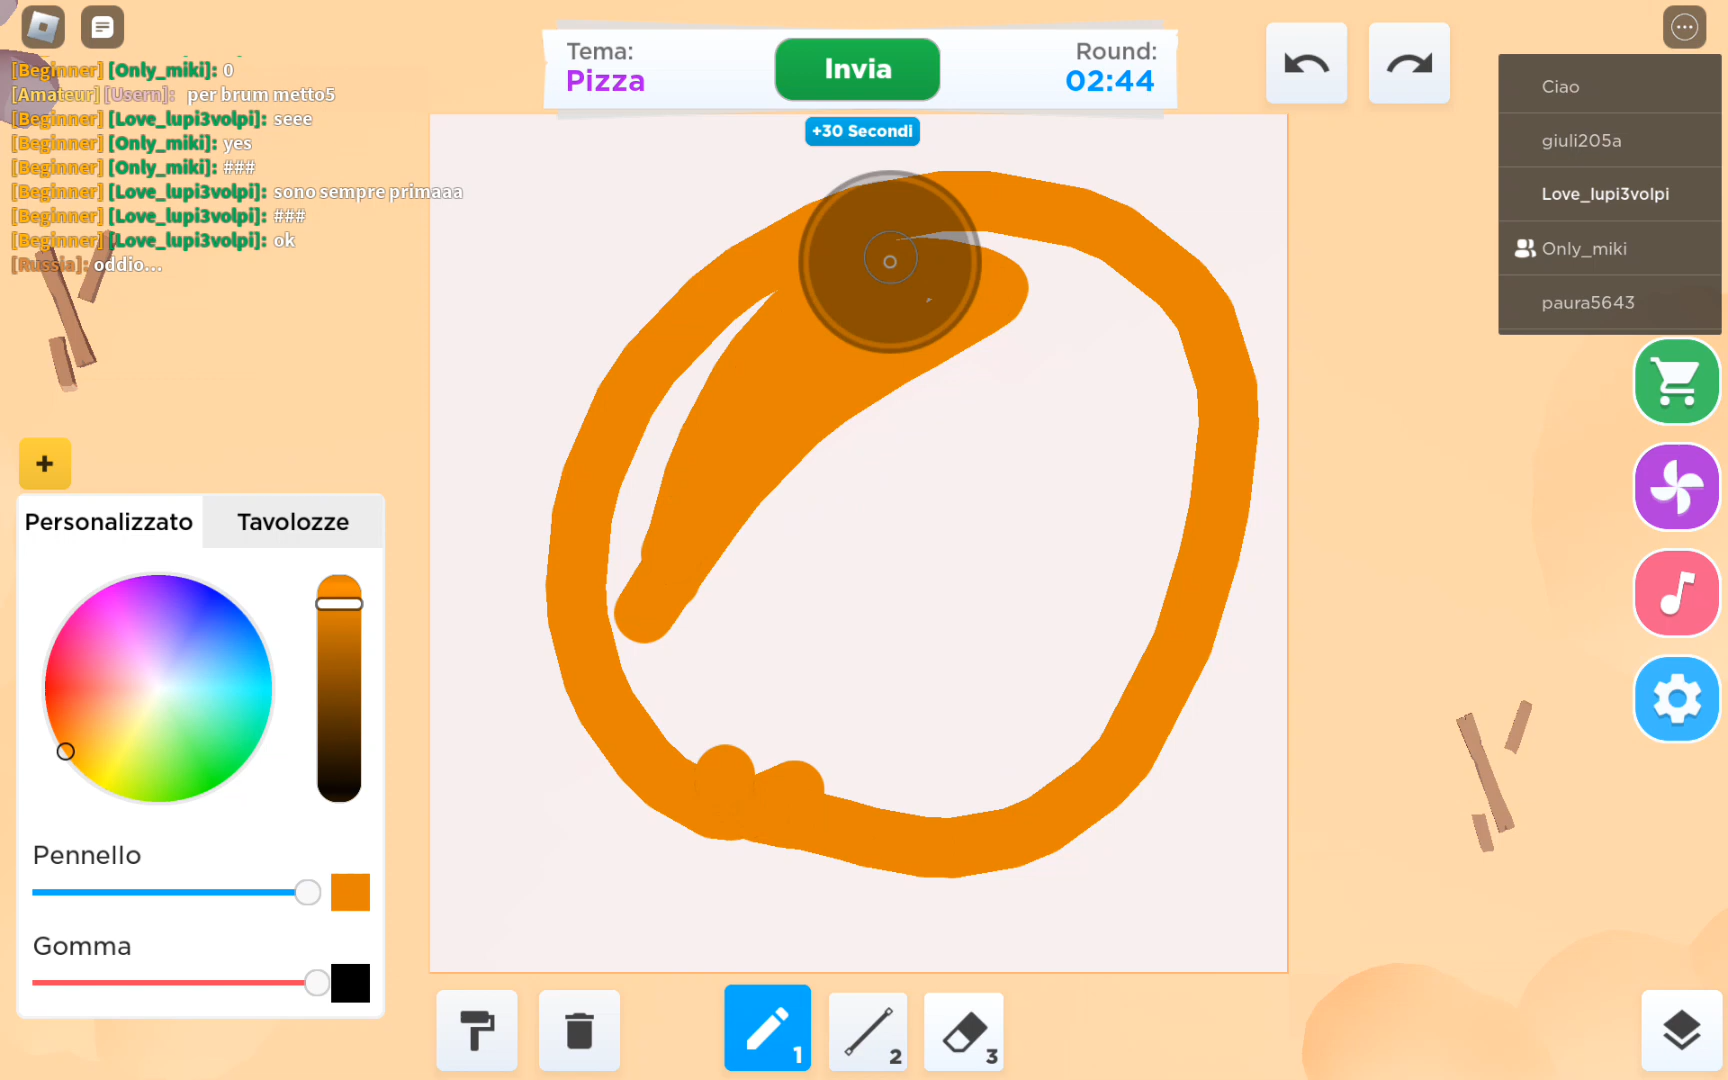 [Beginner] [Only_miki]: 0
[Amateur] [Usern]: per brum metto5
[Beginner] [Love_lupi3volpi]: seee
[Beginner] [Only_miki]: yes
[Beginner] [Only_miki]: ###
[Beginner] [Love_lupi3volpi]: sono sempre primaaa
[Beginner] [Love_lupi3volpi]: ###
[Beginner] [Love_lupi3volpi]: ok
[Russia]: oddio...
Tema:
Pizza
Invia
Round:
02:44
+30 Secondi
Ciao
giuli205a
Love_lupi3volpi
Only_miki
paura5643
+
Personalizzato
Tavolozze
Pennello
Gomma
1
2
3